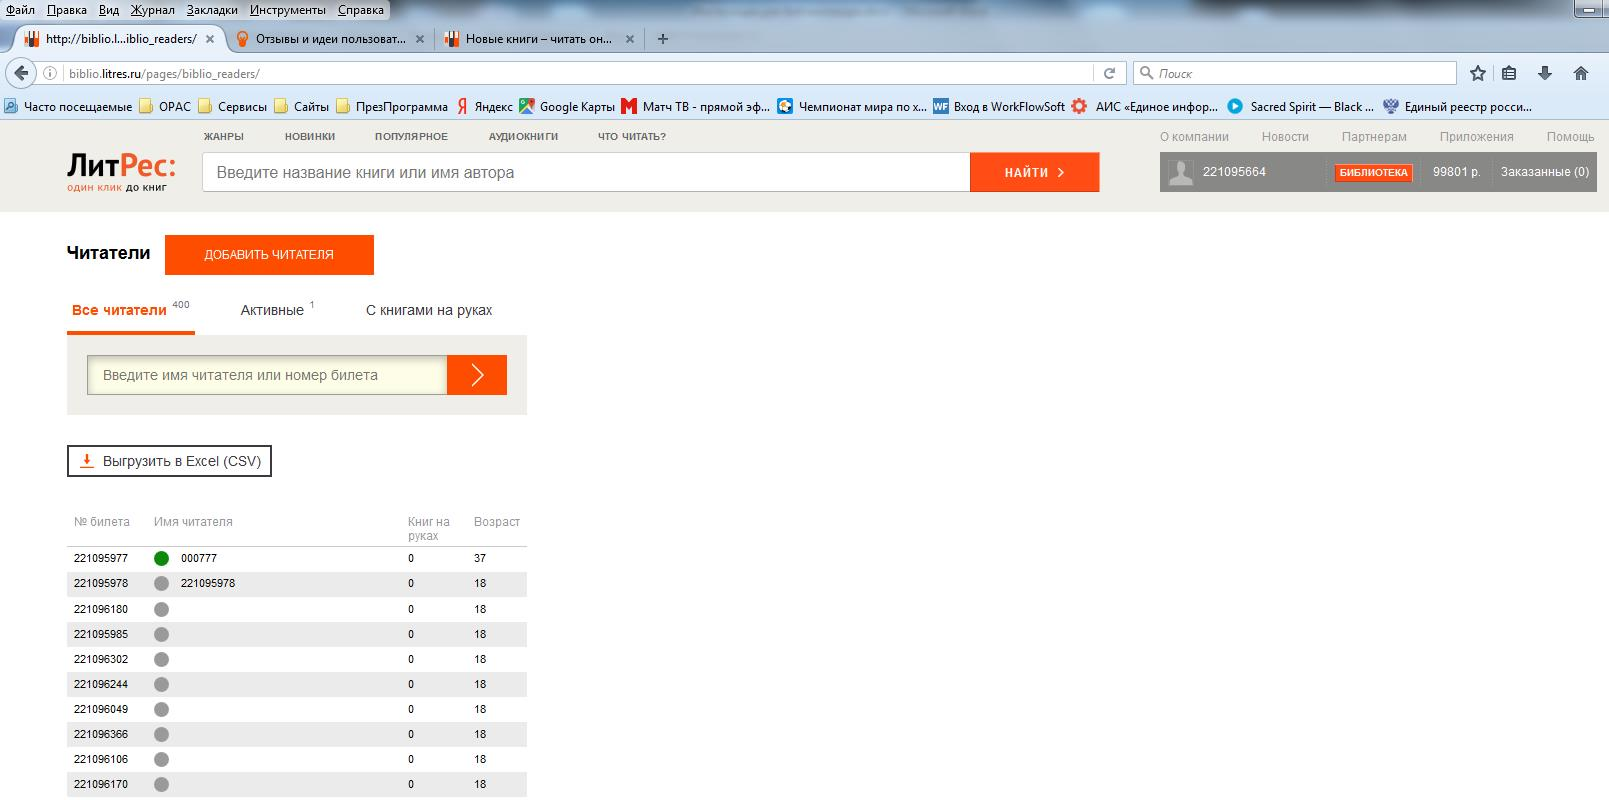 Файл Правка Вид Журнал Закладки Инструменты Справка
http://biblio.l...iblio_readers/ Отзывы и идеи пользоват... Новые книги – читать он...
biblio.litres.ru/pages/biblio_readers/ Поиск
Часто посещаемые ОРАС Сервисы Сайты ПрезПрограмма Яндекс Google Карты Матч ТВ - прямой эф... Чемпионат мира по х... Вход в WorkFlowSoft АИС «Единое инфор... Sacred Spirit — Black ... Единый реестр росси...
ЖАНРЫ НОВИНКИ ПОПУЛЯРНОЕ АУДИОКНИГИ ЧТО ЧИТАТЬ? О компании Новости Партнерам Приложения Помощь
ЛитРес:
один клик до книг
Введите название книги или имя автора НАЙТИ
221095664 БИБЛИОТЕКА 99801 р. Заказанные (0)
Читатели ДОБАВИТЬ ЧИТАТЕЛЯ
Все читатели 400 Активные 1 С книгами на руках
Введите имя читателя или номер билета
Выгрузить в Excel (CSV)
№ билета Имя читателя Книг на руках Возраст
221095977 000777 0 37
221095978 221095978 0 18
221096180 0 18
221095985 0 18
221096302 0 18
221096244 0 18
221096049 0 18
221096366 0 18
221096106 0 18
221096170 0 18